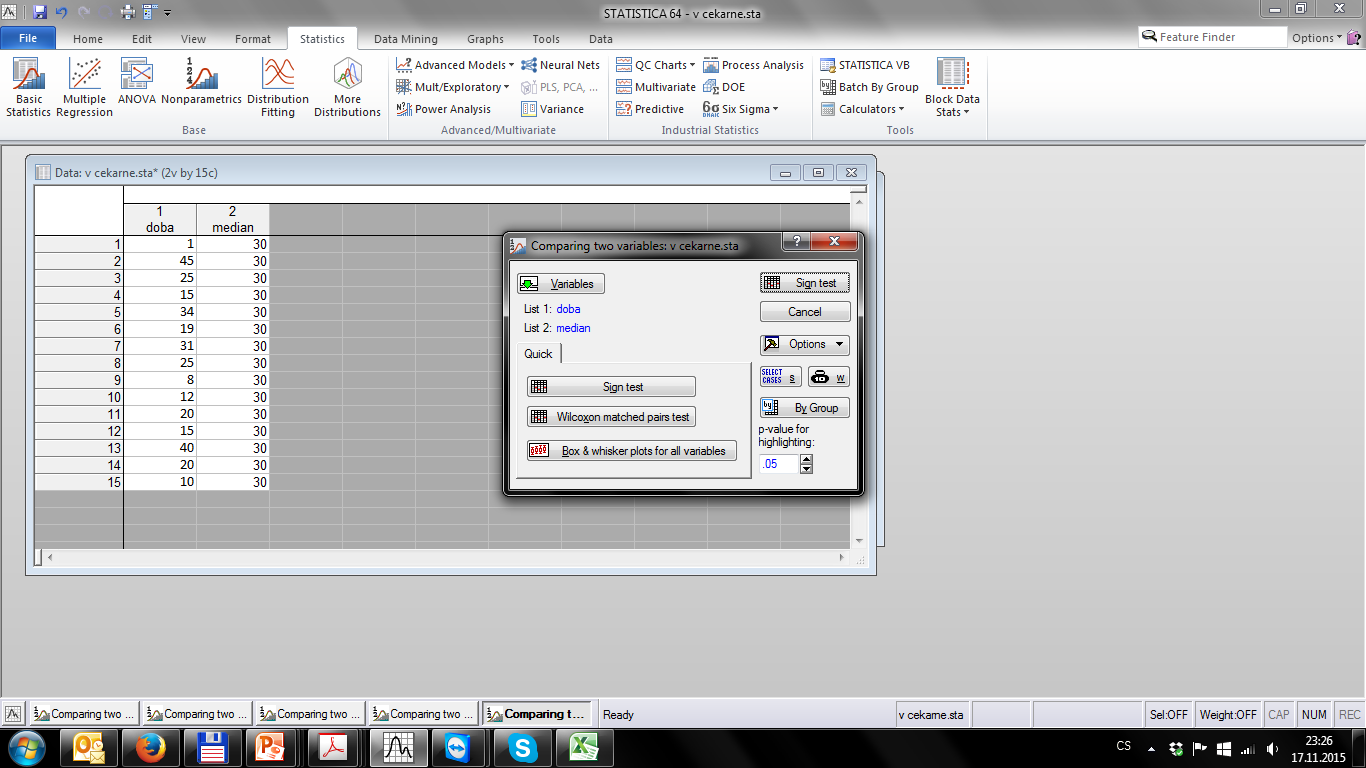 STATISTICA 64 - v cekarne.sta
File Home Edit View Format Statistics Data Mining Graphs Tools Data Feature Finder Options
Basic Statistics
Multiple Regression
ANOVA
Nonparametrics
Distribution Fitting
More Distributions
Base
Advanced Models
Mult/Exploratory
Power Analysis
Neural Nets
PLS, PCA, ...
Variance
Advanced/Multivariate
QC Charts
Multivariate
Predictive
Process Analysis
DOE
Six Sigma
Industrial Statistics
STATISTICA VB
Batch By Group
Calculators
Block Data Stats
Tools
Data: v cekarne.sta* (2v by 15c)
1 2
doba median
1 1 30
2 45 30
3 25 30
4 15 30
5 34 30
6 19 30
7 31 30
8 25 30
9 8 30
10 12 30
11 20 30
12 15 30
13 40 30
14 20 30
15 10 30
Comparing two variables: v cekarne.sta
Variables
List 1: doba
List 2: median
Quick
Sign test
Wilcoxon matched pairs test
Box & whisker plots for all variables
Sign test
Cancel
Options
SELECT CASES S W
By Group
p-value for
highlighting:
.05
Comparing two ... Comparing two ... Comparing two ... Comparing two ... Comparing t... Ready v cekarne.sta Sel:OFF Weight:OFF CAP NUM REC
CS 23:26
17.11.2015